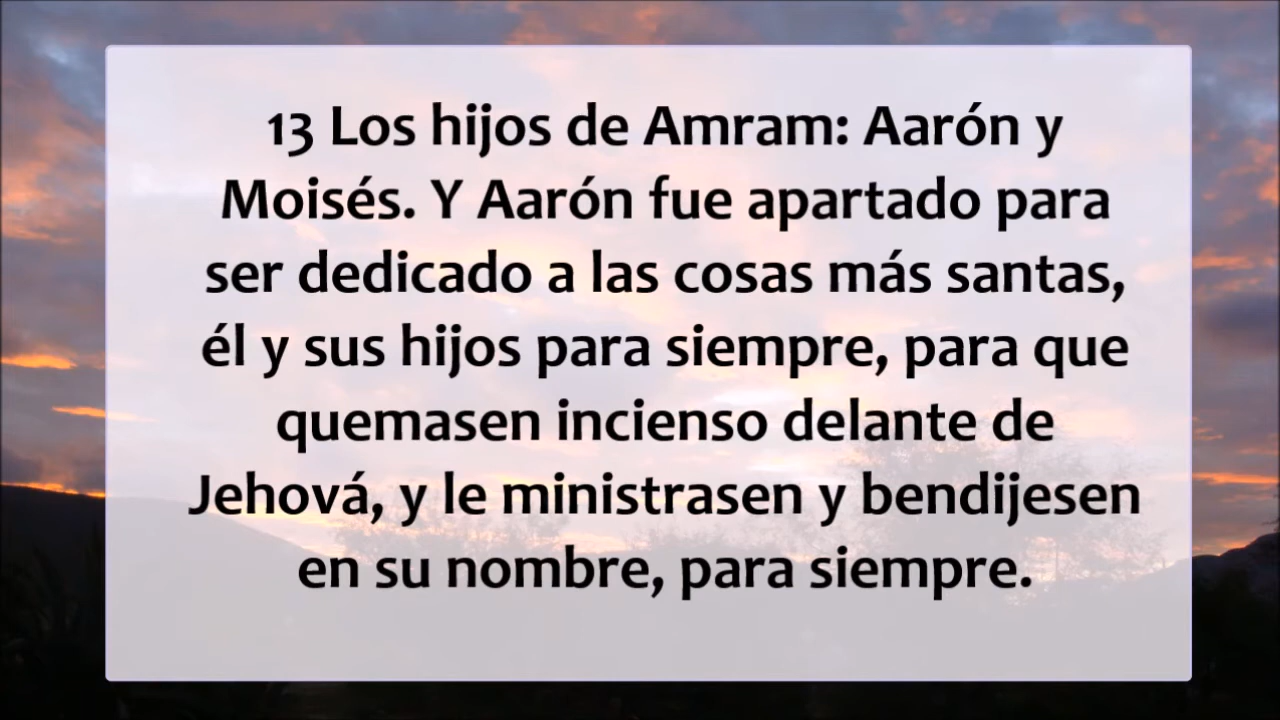 13 Los hijos de Amram: Aarón y
Moisés. Y Aarón fue apartado para
ser dedicado a las cosas más santas,
él y sus hijos para siempre, para que
quemasen incienso delante de
Jehová, y le ministrasen y bendijesen
en su nombre, para siempre.